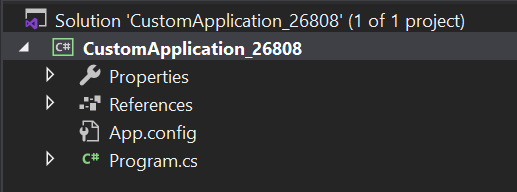 Solution 'CustomApplication_26808' (1 of 1 project)
C# CustomApplication_26808
Properties
References
App.config
C# Program.cs